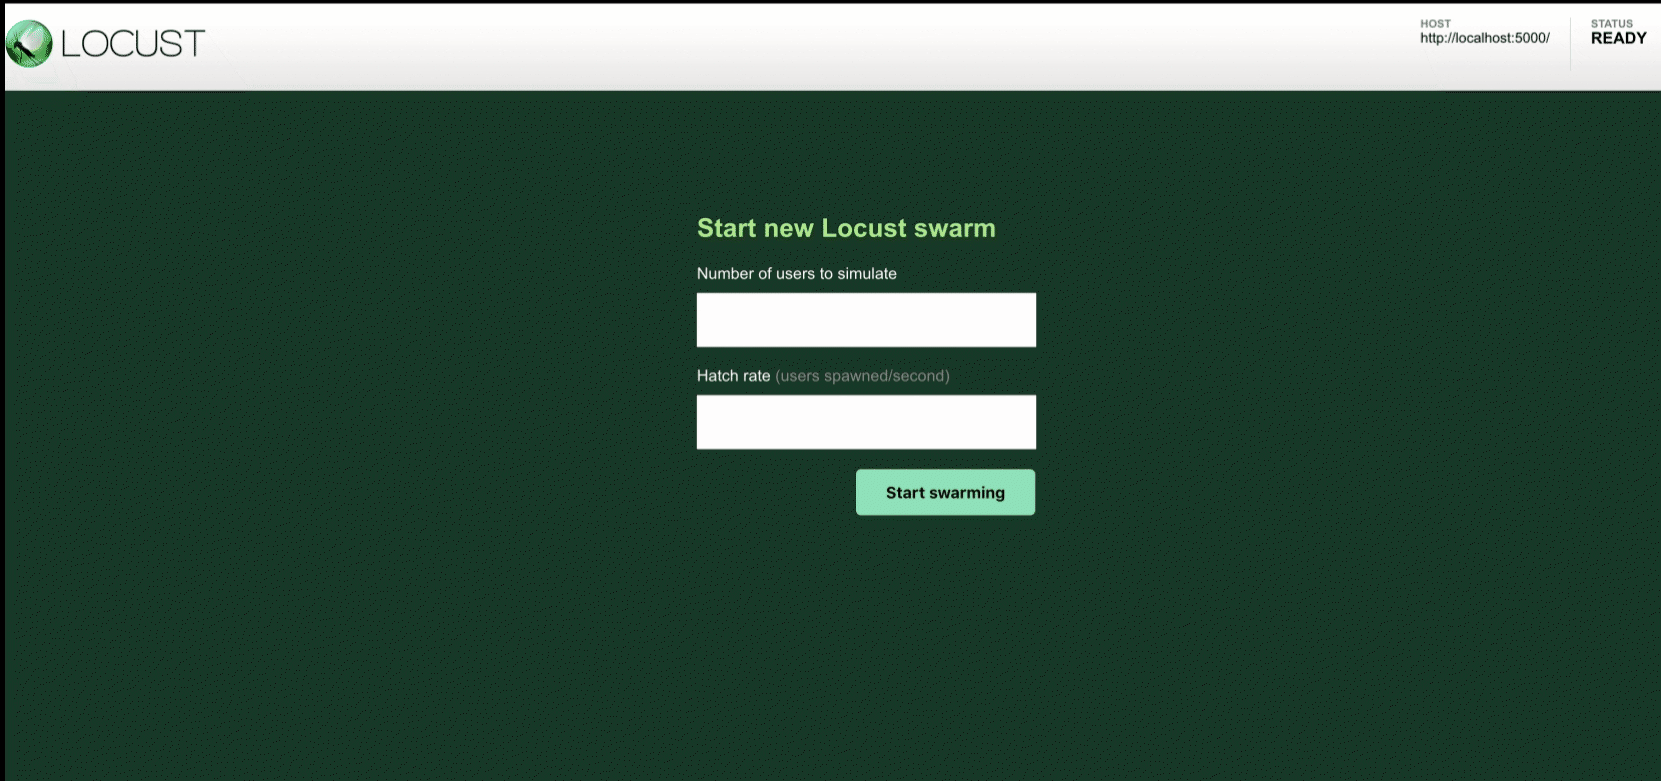 LOCUST
HOST
http://localhost:5000/
STATUS
READY
Start new Locust swarm
Number of users to simulate
Hatch rate (users spawned/second)
Start swarming